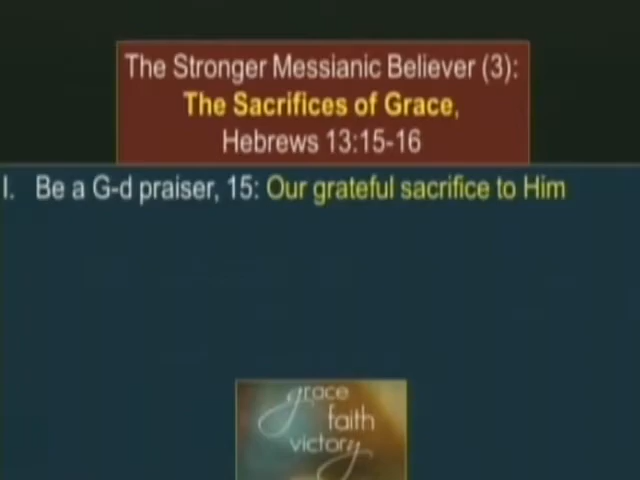 The Stronger Messianic Believer (3):
The Sacrifices of Grace,
Hebrews 13:15-16
I. Be a G-d praiser, 15: Our grateful sacrifice to Him
grace
faith
victory